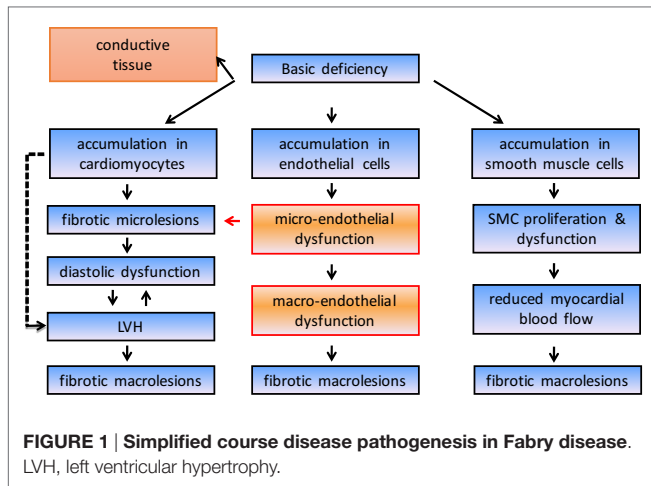 conductive
tissue
Basic deficiency
accumulation in
cardiomyocytes
accumulation in
endothelial cells
accumulation in
smooth muscle cells
fibrotic microlesions
micro-endothelial
dysfunction
SMC proliferation &
dysfunction
diastolic dysfunction
macro-endothelial
dysfunction
reduced myocardial
blood flow
LVH
fibrotic macrolesions
fibrotic macrolesions
fibrotic macrolesions
FIGURE 1 | Simplified course disease pathogenesis in Fabry disease.
LVH, left ventricular hypertrophy.